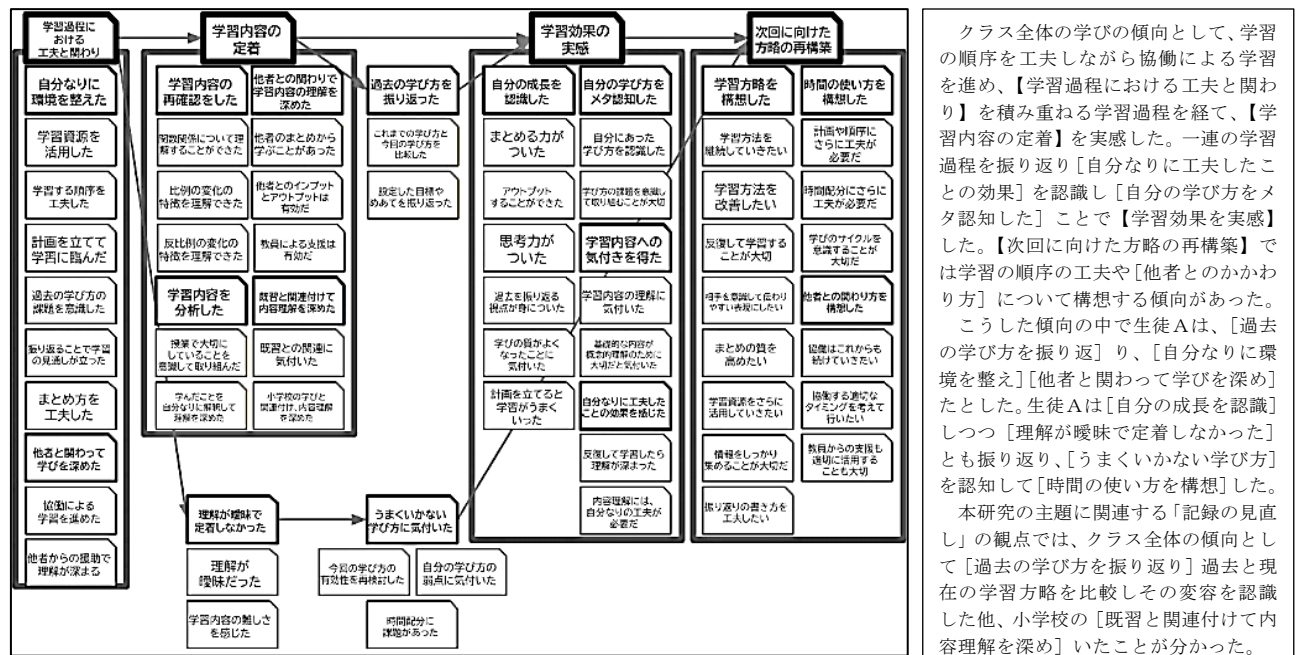 学習過程に
おける
工夫と関わり
自分なりに
環境を整えた
学習資源を
活用した
学習する順序を
工夫した
計画を立てて
学習に臨んだ
過去の学び方の
課題を意識した
振り返ることで学習
の見通しが立った
まとめ方を
工夫した
他者と関わって
学びを深めた
協働による
学習を進めた
他者からの援助で
理解が深まる
学習内容の
定着
学習内容の
再確認をした
関数関係について理
解することができた
比例の変化の
特徴を理解できた
反比例の変化の
特徴を理解できた
学習内容を
分析した
授業で大切に
していることを
意識して取り組んだ
学んだことを
自分なりに解釈して
理解を深めた
他者との関わりで
学習内容の理解を
深めた
他者のまとめから
学ぶことがあった
他者とのインプット
とアウトプットは
有効だ
教員による支援は
有効だ
既習と関連付けて
内容理解を深めた
既習との関連に
気付いた
小学校の学びと
関連付け、内容理解
を深めた
過去の学び方を
振り返った
これまでの学び方と
今回の学び方を
比較した
設定した目標や
めあてを振り返った
理解が曖昧で
定着しなかった
理解が
曖昧だった
学習内容の難しさ
を感じた
うまくいかない
学び方に気付いた
今回の学び方の
有効性を再検討した
自分の学び方の
弱点に気付いた
時間配分に
課題があった
学習効果の
実感
自分の成長を
認識した
まとめる力が
ついた
アウトプット
することができた
思考力が
ついた
過去を振り返る
視点が身についた
学びの質がよく
なったことに
気付いた
計画を立てると
学習がうまく
いった
自分の学び方を
メタ認知した
自分にあった
学び方を認識した
学び方の課題を意識し
て取り組むことが大切
学習内容への
気付きを得た
学習内容の理解に
気付いた
基礎的な内容が
概念的理解のために
大切だと気付いた
自分なりに工夫した
ことの効果を感じた
反復して学習したら
理解が深まった
内容理解には、
自分なりの工夫が
必要だ
次回に向けた
方略の再構築
学習方略を
構想した
学習方法を
継続していきたい
学習方法を
改善したい
反復して学習する
ことが大切
相手を意識して伝わり
やすい表現にしたい
まとめの質を
高めたい
学習資源をさらに
活用していきたい
情報をしっかり
集めることが大切だ
振り返りの書き方を
工夫したい
時間の使い方を
構想した
計画や順序に
さらに工夫が
必要だ
時間配分にさらに
工夫が必要だ
学びのサイクルを
意識することが
大切だ
他者との関わり方を
構想した
協働はこれからも
続けていきたい
協働する適切な
タイミングを考えて
行いたい
教員からの支援も
適切に活用する
ことも大切
クラス全体の学びの傾向として、学習
の順序を工夫しながら協働による学習
を進め、【学習過程における工夫と関わ
り】を積み重ねる学習過程を経て、【学
習内容の定着】を実感した。一連の学習
過程を振り返り［自分なりに工夫したこ
との効果］を認識し［自分の学び方をメ
タ認知した］ことで【学習効果を実感】
した。【次回に向けた方略の再構築】で
は学習の順序の工夫や［他者とのかかわ
り方］について構想する傾向があった。
こうした傾向の中で生徒Aは、［過去
の学び方を振り返］り、［自分なりに環
境を整え］［他者と関わって学びを深め］
たとした。生徒Aは［自分の成長を認識］
しつつ［理解が曖昧で定着しなかった］
とも振り返り、［うまくいかない学び方］
を認知して［時間の使い方を構想］した。
本研究の主題に関連する「記録の見直
し」の観点では、クラス全体の傾向とし
て［過去の学び方を振り返り］過去と現
在の学習方略を比較しその変容を認識
した他、小学校の［既習と関連付けて内
容理解を深め］いたことが分かった。